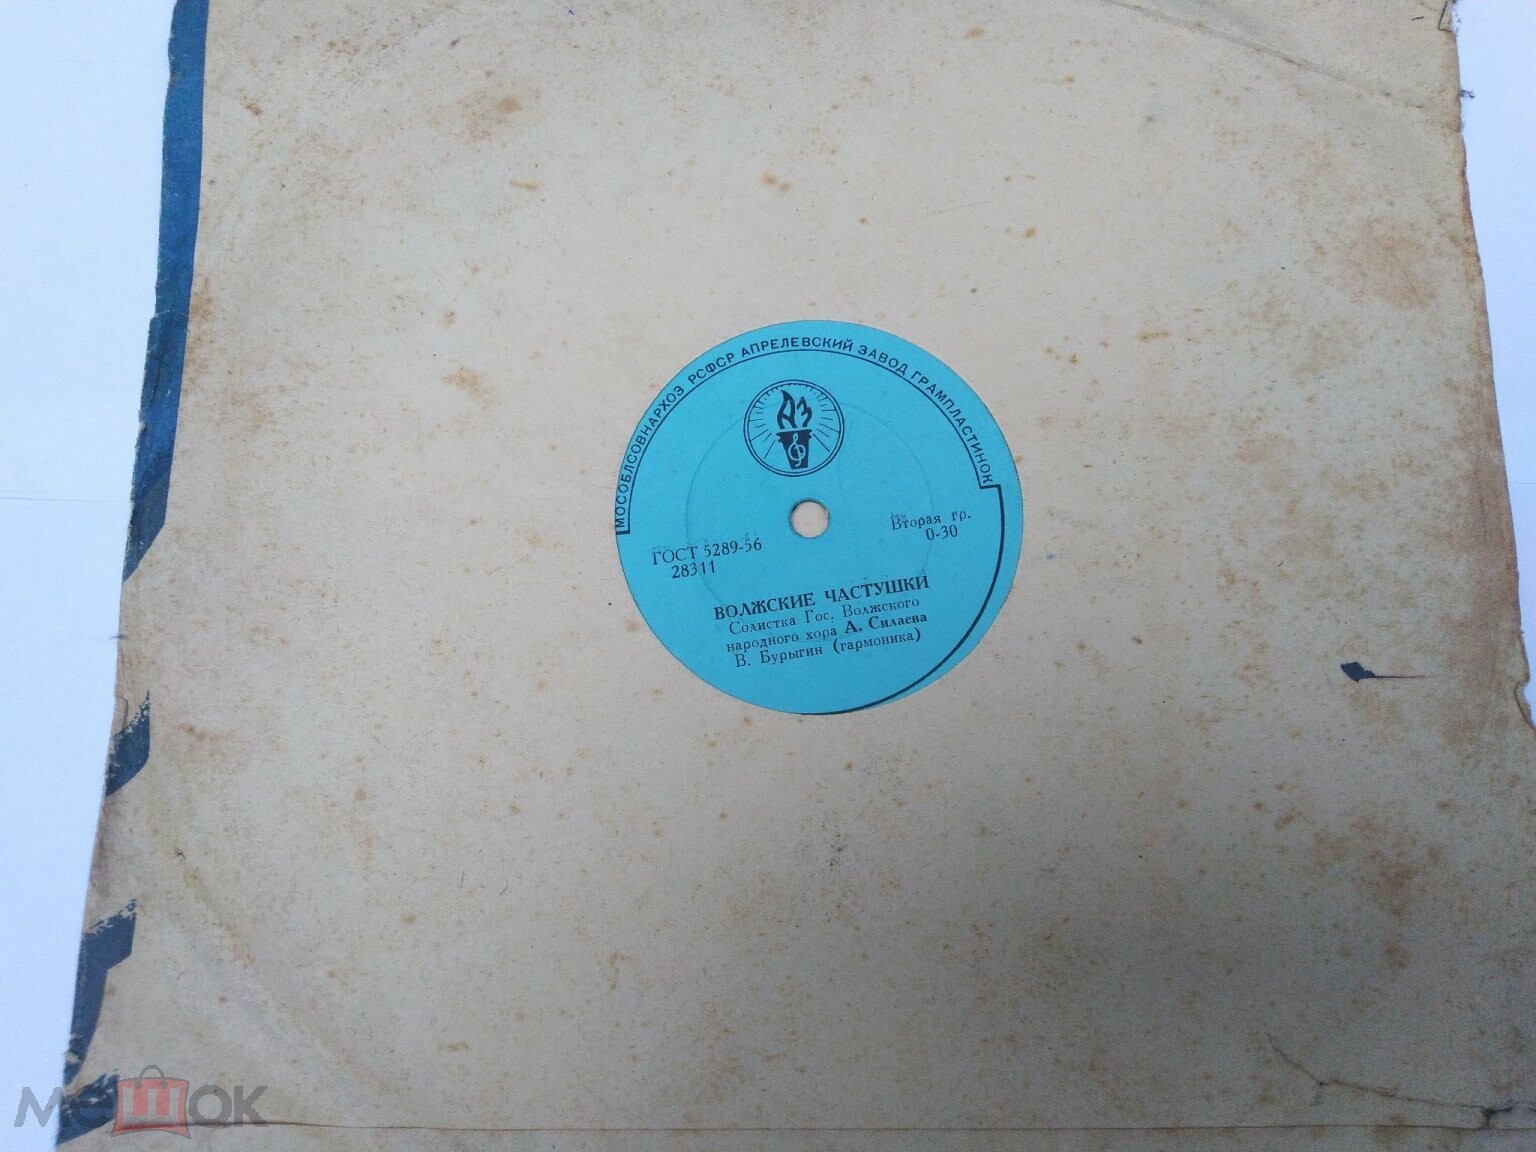 МОСОБЛСОВНАРХОЗ РСФСР АПРЕЛЕВСКИЙ ЗАВОД ГРАМПЛАСТИНОК
АЗ
ГОСТ 5289-56
28311
Вторая гр.
0-30
ВОЛЖСКИЕ ЧАСТУШКИ
Солистка Гос. Волжского
народного хора А. Силаева
В. Бурыгин (гармоника)
мешок